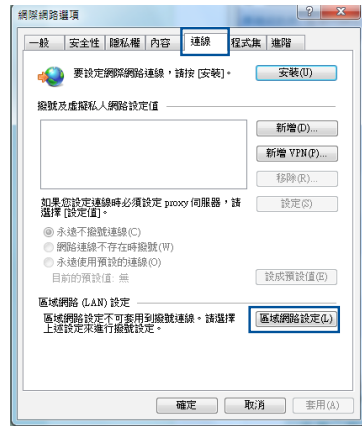 網際網路選項
一般 安全性 隱私權 內容 連線 程式集 進階
要設定網際網路連線，請按 [安裝]。
安裝(U)
撥號及虛擬私人網路設定值
新增(D)...
新增 VPN(P)...
移除(R)...
如果您設定連線時必須設定 proxy 伺服器，請
選擇 [設定值]。
設定(S)
永遠不撥號連線(C)
網路連線不存在時撥號(W)
永遠使用預設的連線(O)
目前的預設值: 無
設成預設值(E)
區域網路 (LAN) 設定
區域網路設定不可套用到撥號連線。請選擇
上述設定來進行撥號設定。
區域網路設定(L)
確定 取消 套用(A)